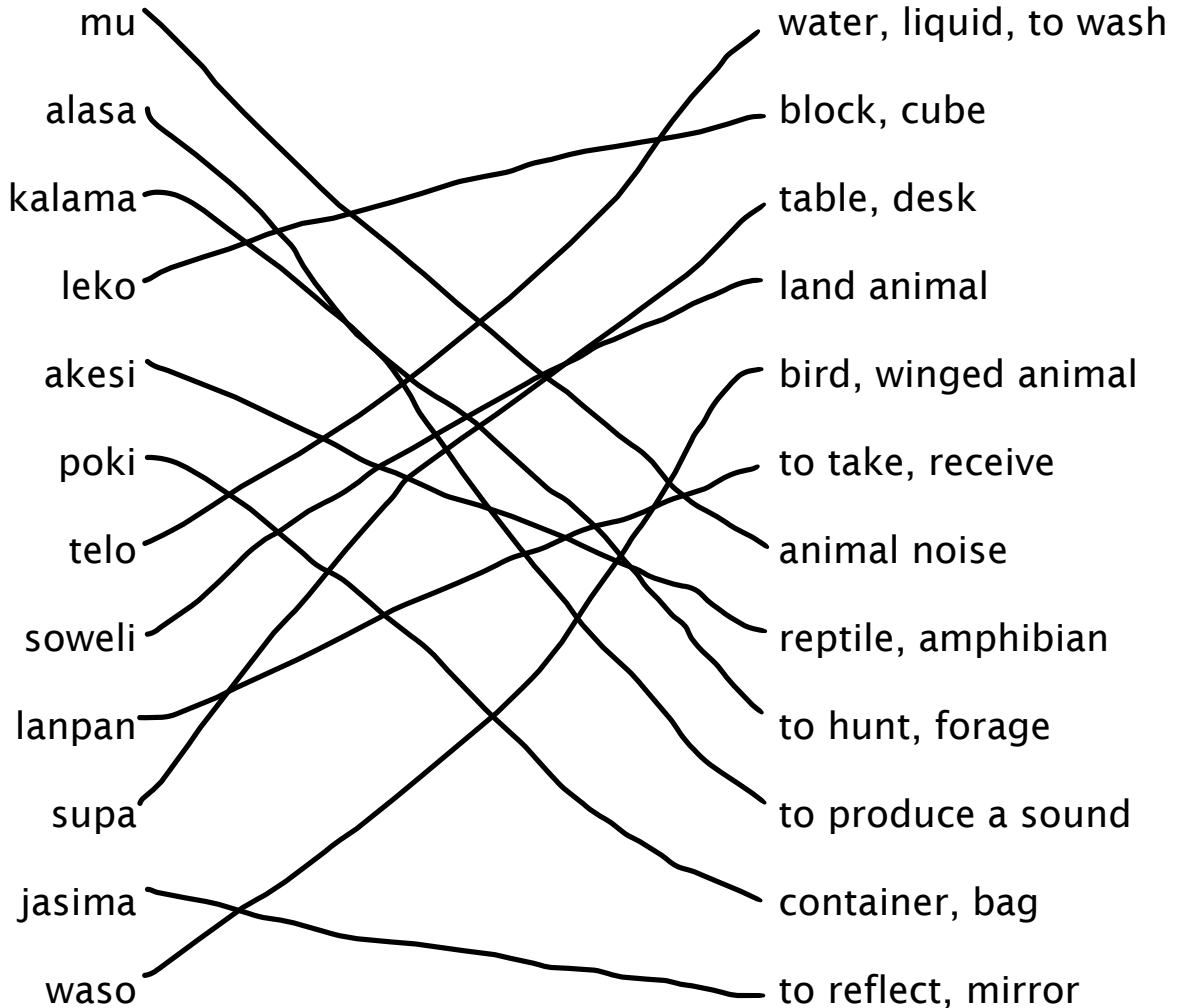 mu
alasa
kalama
leko
akesi
poki
telo
soweli
lanpan
supa
jasima
waso
water, liquid, to wash
block, cube
table, desk
land animal
bird, winged animal
to take, receive
animal noise
reptile, amphibian
to hunt, forage
to produce a sound
container, bag
to reflect, mirror